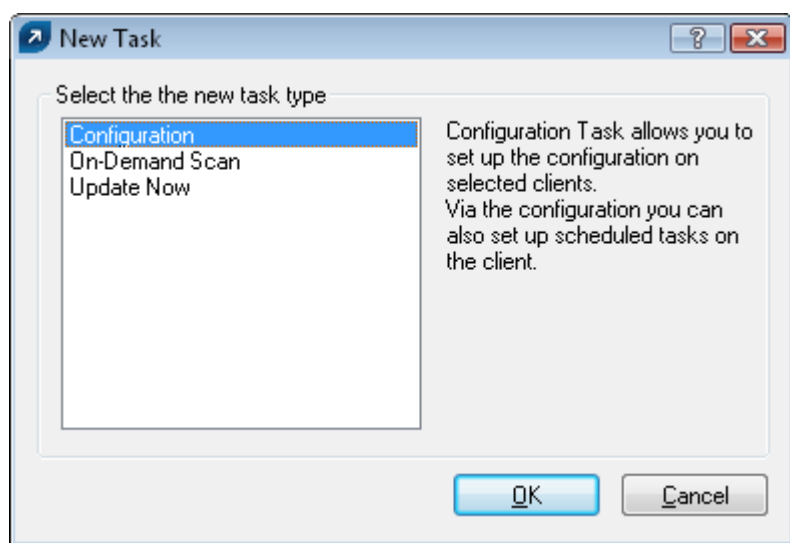 New Task
Select the the new task type
Configuration
On-Demand Scan
Update Now
Configuration Task allows you to
set up the configuration on
selected clients.
Via the configuration you can
also set up scheduled tasks on
the client.
OK
Cancel